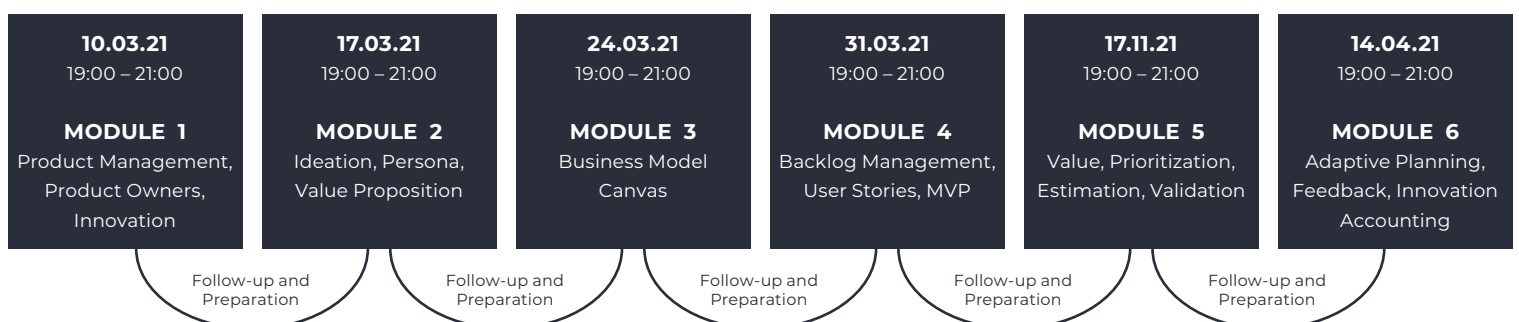 10.03.21
19:00 – 21:00
MODULE 1
Product Management,
Product Owners,
Innovation
17.03.21
19:00 – 21:00
MODULE 2
Ideation, Persona,
Value Proposition
24.03.21
19:00 – 21:00
MODULE 3
Business Model
Canvas
31.03.21
19:00 – 21:00
MODULE 4
Backlog Management,
User Stories, MVP
17.11.21
19:00 – 21:00
MODULE 5
Value, Prioritization,
Estimation, Validation
14.04.21
19:00 – 21:00
MODULE 6
Adaptive Planning,
Feedback, Innovation
Accounting
Follow-up and
Preparation
Follow-up and
Preparation
Follow-up and
Preparation
Follow-up and
Preparation
Follow-up and
Preparation